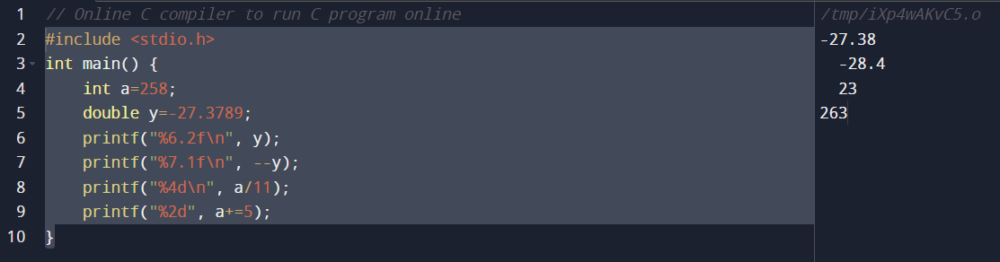 1 // Online C compiler to run C program online
2 #include <stdio.h>
3 int main() {
4     int a=258;
5     double y=-27.3789;
6     printf("%6.2f\n", y);
7     printf("%7.1f\n", --y);
8     printf("%4d\n", a/11);
9     printf("%2d", a+=5);
10 }
/tmp/iXp4wAKvC5.o
-27.38
  -28.4
  23
263